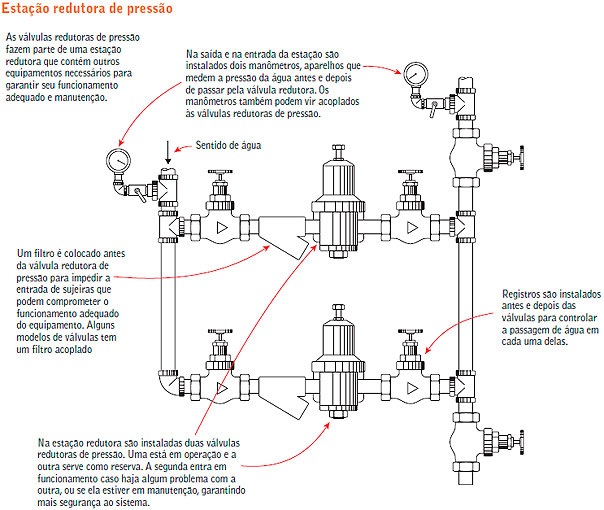 Estação redutora de pressão
As válvulas redutoras de pressão
fazem parte de uma estação
redutora que contém outros
equipamentos necessários para
garantir seu funcionamento
adequado e manutenção.
Na saída e na entrada da estação são
instalados dois manômetros, aparelhos que
medem a pressão da água antes e depois
de passar pela válvula redutora. Os
manômetros também podem vir acoplados
às válvulas redutoras de pressão.
Sentido de água
Um filtro é colocado antes
da válvula redutora de
pressão para impedir a
entrada de sujeiras que
podem comprometer o
funcionamento adequado
do equipamento. Alguns
modelos de válvulas tem
um filtro acoplado
Registros são instalados
antes e depois das
válvulas para controlar
a passagem de água em
cada uma delas.
Na estação redutora são instaladas duas válvulas
redutoras de pressão. Uma está em operação e a
outra serve como reserva. A segunda entra em
funcionamento caso haja algum problema com a
outra, ou se ela estiver em manutenção, garantindo
mais segurança ao sistema.